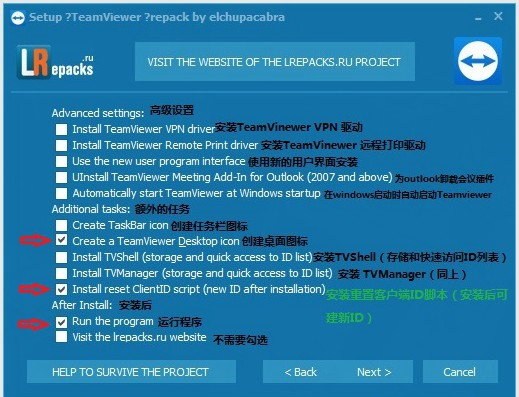 Setup ?TeamViewer ?repack by elchupacabra
LRepacks.ru
VISIT THE WEBSITE OF THE LREPACKS.RU PROJECT
Advanced settings: 高级设置
Install TeamViewer VPN driver安装TeamVinewer VPN 驱动
Install TeamViewer Remote Print driver 安装TeamVinewer 远程打印驱动
Use the new user program interface 使用新的用户界面安装
UInstall TeamViewer Meeting Add-In for Outlook (2007 and above) 为outlook卸载会议插件
Automatically start TeamViewer at Windows startup 在windows启动时自动启动Teamviewer
Additional tasks: 额外的任务
Create TaskBar icon 创建任务栏图标
Create a TeamViewer Desktop icon 创建桌面图标
Install TVShell (storage and quick access to ID list)安装TVShell（存储和快速访问ID列表）
Install TVManager (storage and quick access to ID list) 安装 TVManager（同上）
Install reset ClientID script (new ID after installation) 安装重置客户端ID脚本（安装后可
建新ID）
After Install: 安装后
Run the program 运行程序
Visit the lrepacks.ru website 不需要勾选
HELP TO SURVIVE THE PROJECT
< Back
Next >
Cancel